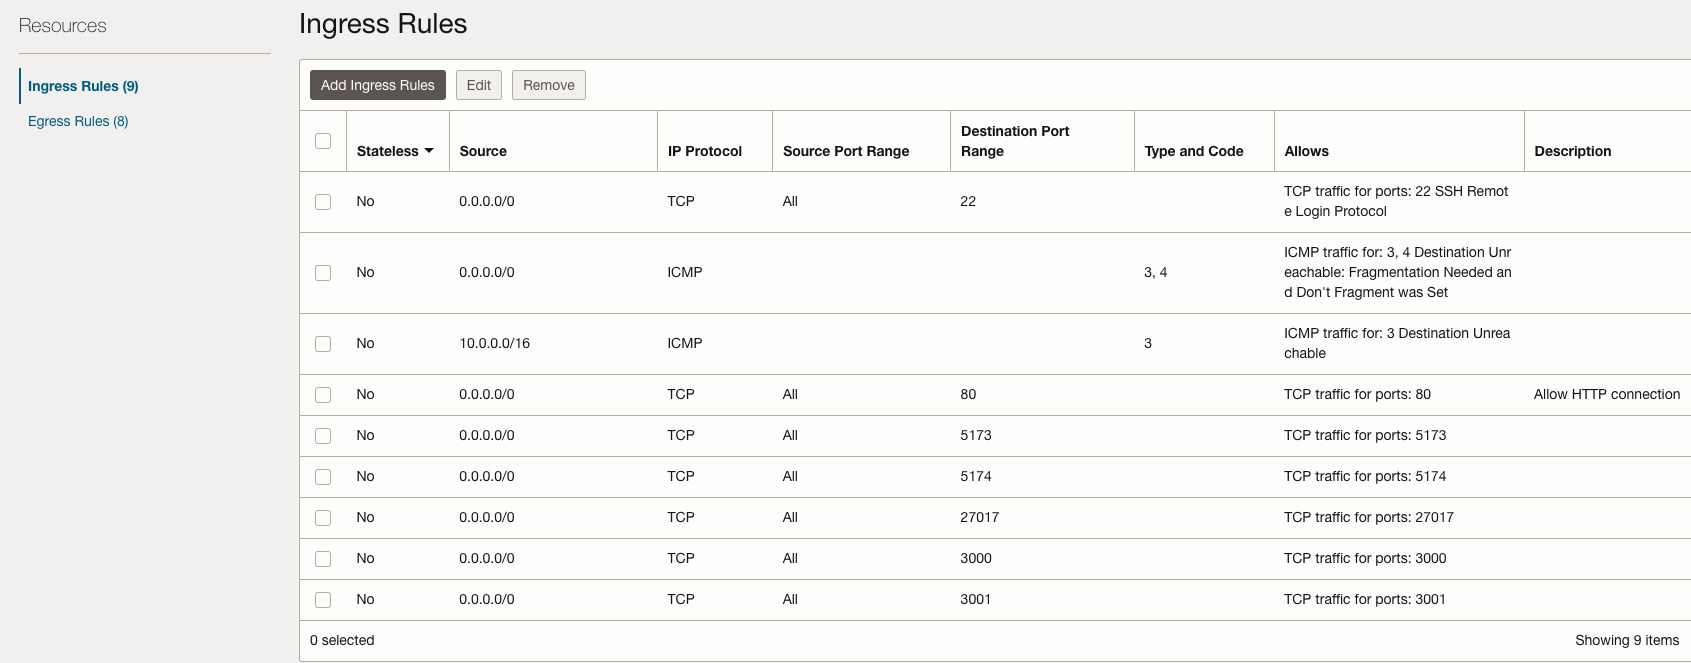 Resources
Ingress Rules (9)
Egress Rules (8)
Ingress Rules
Add Ingress Rules Edit Remove
Stateless Source IP Protocol Source Port Range Destination Port Range Type and Code Allows Description
No 0.0.0.0/0 TCP All 22 TCP traffic for ports: 22 SSH Remot
e Login Protocol
No 0.0.0.0/0 ICMP 3, 4 ICMP traffic for: 3, 4 Destination Unr
eachable: Fragmentation Needed an
d Don't Fragment was Set
No 10.0.0.0/16 ICMP 3 ICMP traffic for: 3 Destination Unrea
chable
No 0.0.0.0/0 TCP All 80 TCP traffic for ports: 80 Allow HTTP connection
No 0.0.0.0/0 TCP All 5173 TCP traffic for ports: 5173
No 0.0.0.0/0 TCP All 5174 TCP traffic for ports: 5174
No 0.0.0.0/0 TCP All 27017 TCP traffic for ports: 27017
No 0.0.0.0/0 TCP All 3000 TCP traffic for ports: 3000
No 0.0.0.0/0 TCP All 3001 TCP traffic for ports: 3001
0 selected Showing 9 items